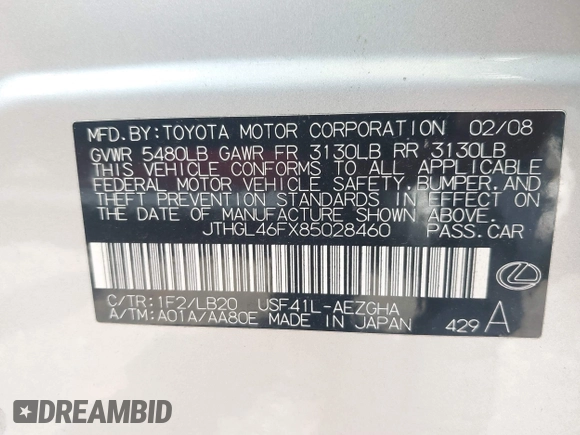 MFD.BY:TOYOTA MOTOR CORPORATION 02/08
GVWR 5480LB GAWR FR 3130LB RR 3130LB
THIS VEHICLE CONFORMS TO ALL APPLICABLE
FEDERAL MOTOR VEHICLE SAFETY,BUMPER,AND
THEFT PREVENTION STANDARDS IN EFFECT ON
THE DATE OF MANUFACTURE SHOWN ABOVE.
JTHGL46FX85028460 PASS.CAR
C/TR:1F2/LB20 USF41L-AEZGHA
A/TM:A01A/AA80E MADE IN JAPAN 429 A
DREAMBID